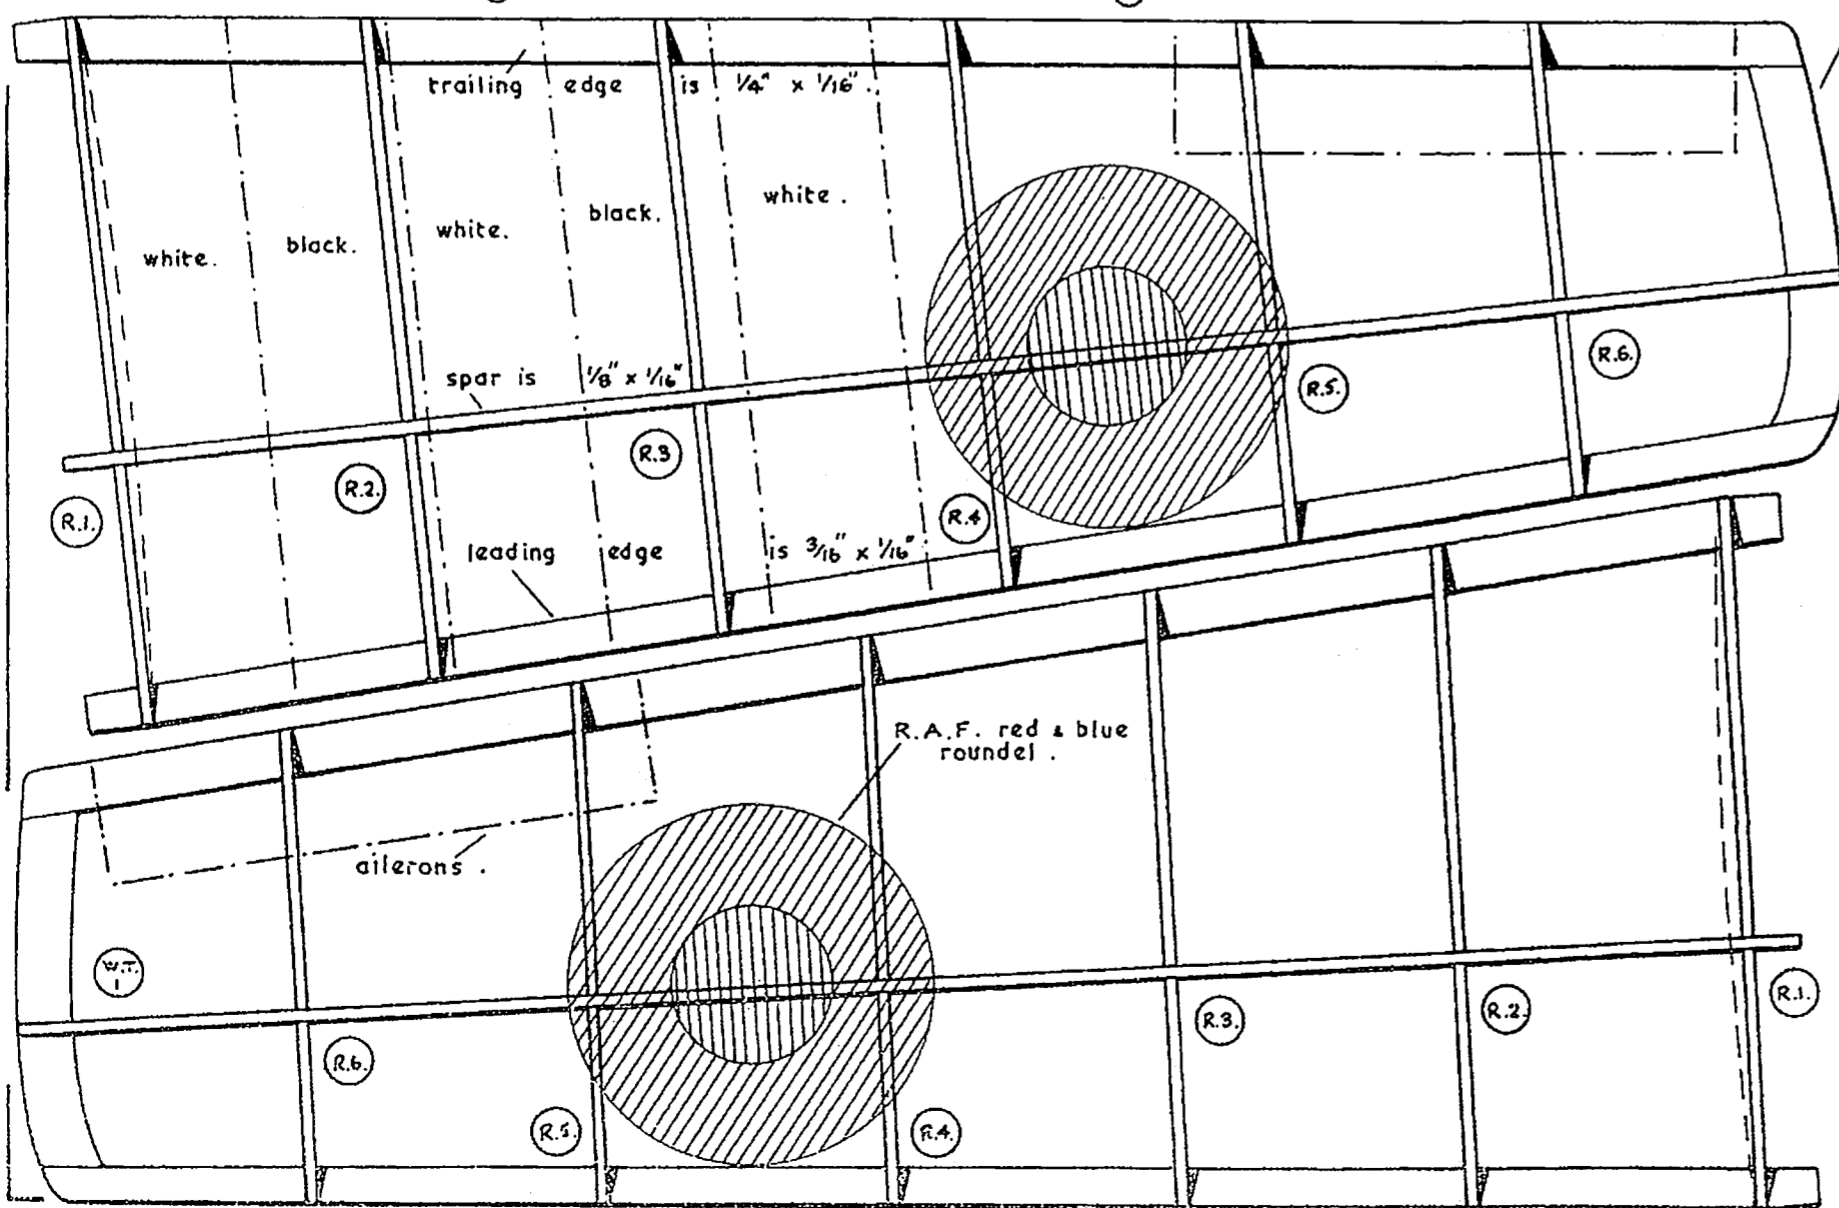 trailing edge is 1/4" x 1/16".
white. black. white. black. white.
spar is 1/8" x 1/16"
R.1. R.2. R.3 R.4 R.5. R.6.
leading edge is 3/16" x 1/16"
R.A.F. red & blue
roundel.
ailerons.
W.T.
1
R.6. R.5. R.4. R.3. R.2. R.1.